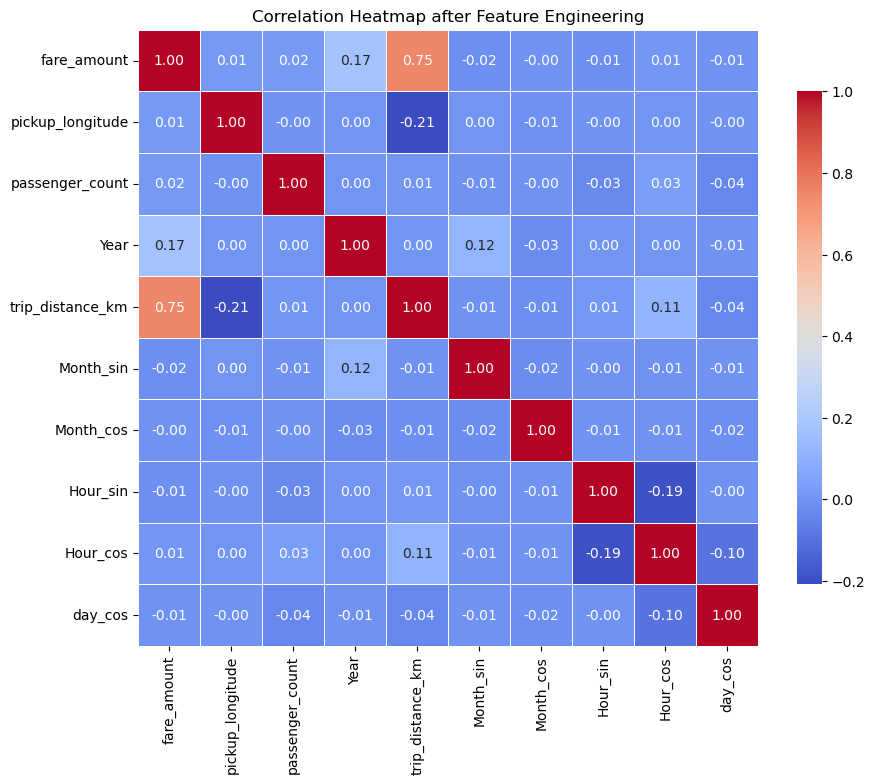 Correlation Heatmap after Feature Engineering
fare_amount 1.00 0.01 0.02 0.17 0.75 -0.02 -0.00 -0.01 0.01 -0.01
pickup_longitude 0.01 1.00 -0.00 0.00 -0.21 0.00 -0.01 -0.00 0.00 -0.00
passenger_count 0.02 -0.00 1.00 0.00 0.01 -0.01 -0.00 -0.03 0.03 -0.04
Year 0.17 0.00 0.00 1.00 0.00 0.12 -0.03 0.00 0.00 -0.01
trip_distance_km 0.75 -0.21 0.01 0.00 1.00 -0.01 -0.01 0.01 0.11 -0.04
Month_sin -0.02 0.00 -0.01 0.12 -0.01 1.00 -0.02 -0.00 -0.01 -0.01
Month_cos -0.00 -0.01 -0.00 -0.03 -0.01 -0.02 1.00 -0.01 -0.01 -0.02
Hour_sin -0.01 -0.00 -0.03 0.00 0.01 -0.00 -0.01 1.00 -0.19 -0.00
Hour_cos 0.01 0.00 0.03 0.00 0.11 -0.01 -0.01 -0.19 1.00 -0.10
day_cos -0.01 -0.00 -0.04 -0.01 -0.04 -0.01 -0.02 -0.00 -0.10 1.00
fare_amount
pickup_longitude
passenger_count
Year
trip_distance_km
Month_sin
Month_cos
Hour_sin
Hour_cos
day_cos
1.0
0.8
0.6
0.4
0.2
0.0
−0.2